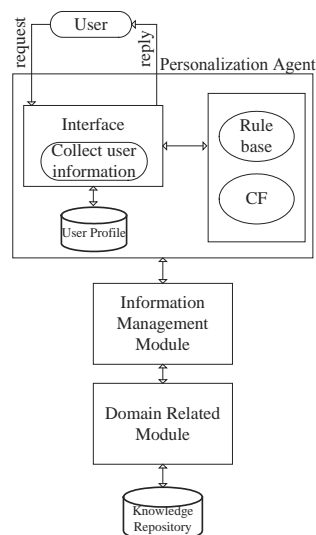 User
request
reply
Personalization Agent
Interface
Collect user
information
User Profile
Rule
base
CF
Information
Management
Module
Domain Related
Module
Knowledge
Repository